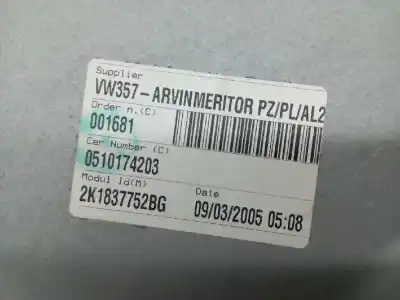 Supplier
VW357-ARVINMERITOR PZ/PL/AL2
Order n.(C)
001681
Car Number (C)
0510174203
Modul Id(M)
2K1837752BG
Date
09/03/2005 05:08